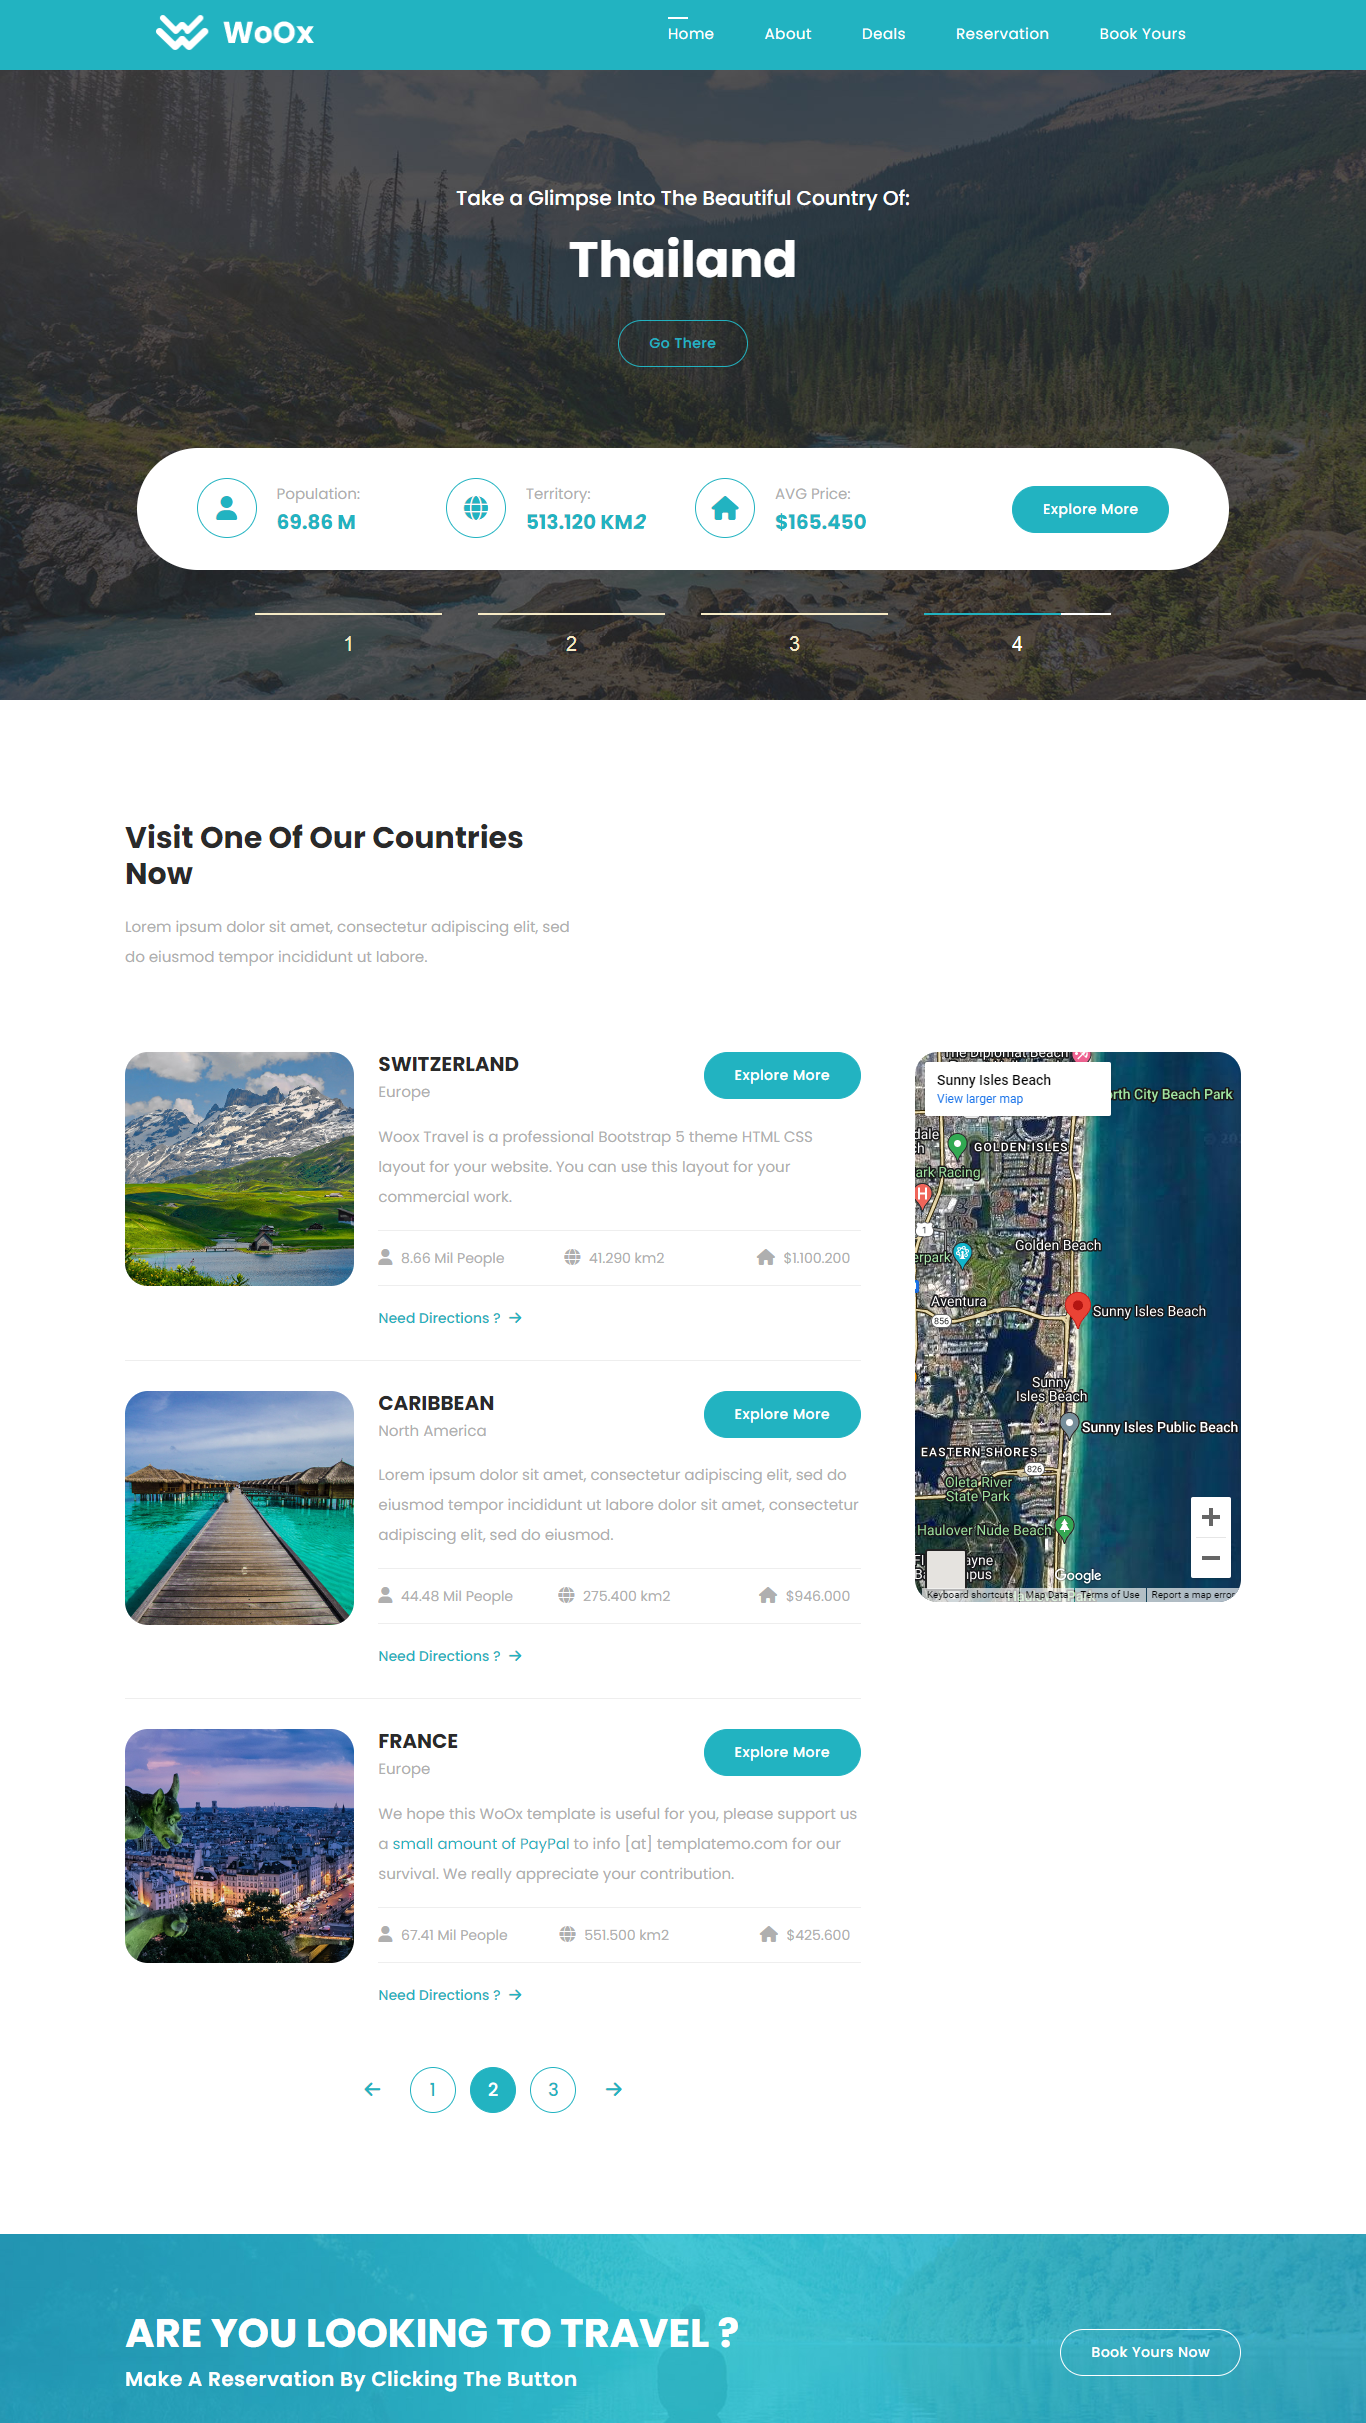 WoOx
Home
About
Deals
Reservation
Book Yours
Take a Glimpse Into The Beautiful Country Of:
Thailand
Go There
Population:
69.86 M
Territory:
513.120 KM2
AVG Price:
$165.450
Explore More
1
2
3
4
Visit One Of Our Countries
Now
Lorem ipsum dolor sit amet, consectetur adipiscing elit, sed
do eiusmod tempor incididunt ut labore.
SWITZERLAND
Europe
Explore More
Woox Travel is a professional Bootstrap 5 theme HTML CSS
layout for your website. You can use this layout for your
commercial work.
8.66 Mil People
41.290 km2
$1.100.200
Need Directions ?
CARIBBEAN
North America
Explore More
Lorem ipsum dolor sit amet, consectetur adipiscing elit, sed do
eiusmod tempor incididunt ut labore dolor sit amet, consectetur
adipiscing elit, sed do eiusmod.
44.48 Mil People
275.400 km2
$946.000
Need Directions ?
FRANCE
Europe
Explore More
We hope this WoOx template is useful for you, please support us
a small amount of PayPal to info [at] templatemo.com for our
survival. We really appreciate your contribution.
67.41 Mil People
551.500 km2
$425.600
Need Directions ?
1
2
3
The Diplomat Beach
Sunny Isles Beach
View larger map
orth City Beach Park
dale
GOLDEN ISLES
ark Racing
H
1
Golden Beach
erpark
Aventura
856
Sunny Isles Beach
Sunny
Isles Beach
Sunny Isles Public Beach
EASTERN SHORES
826
Oleta River
State Park
Haulover Nude Beach
ayne
pus
Google
Keyboard shortcuts
Map Data
Terms of Use
Report a map error
ARE YOU LOOKING TO TRAVEL ?
Make A Reservation By Clicking The Button
Book Yours Now